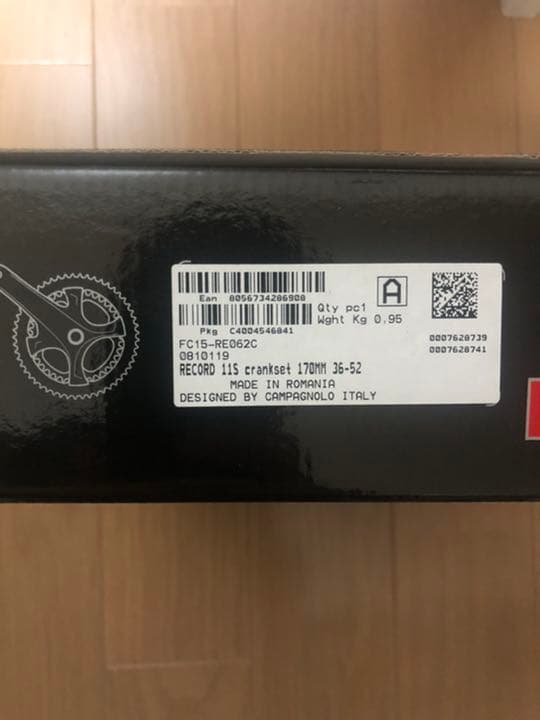 Ean 8056734286908
Pkg C4004546841
Qty pc1
Wght Kg 0.95
A
0007628739
0007628741
FC15-RE062C
0810119
RECORD 11S crankset 170MM 36-52
MADE IN ROMANIA
DESIGNED BY CAMPAGNOLO ITALY